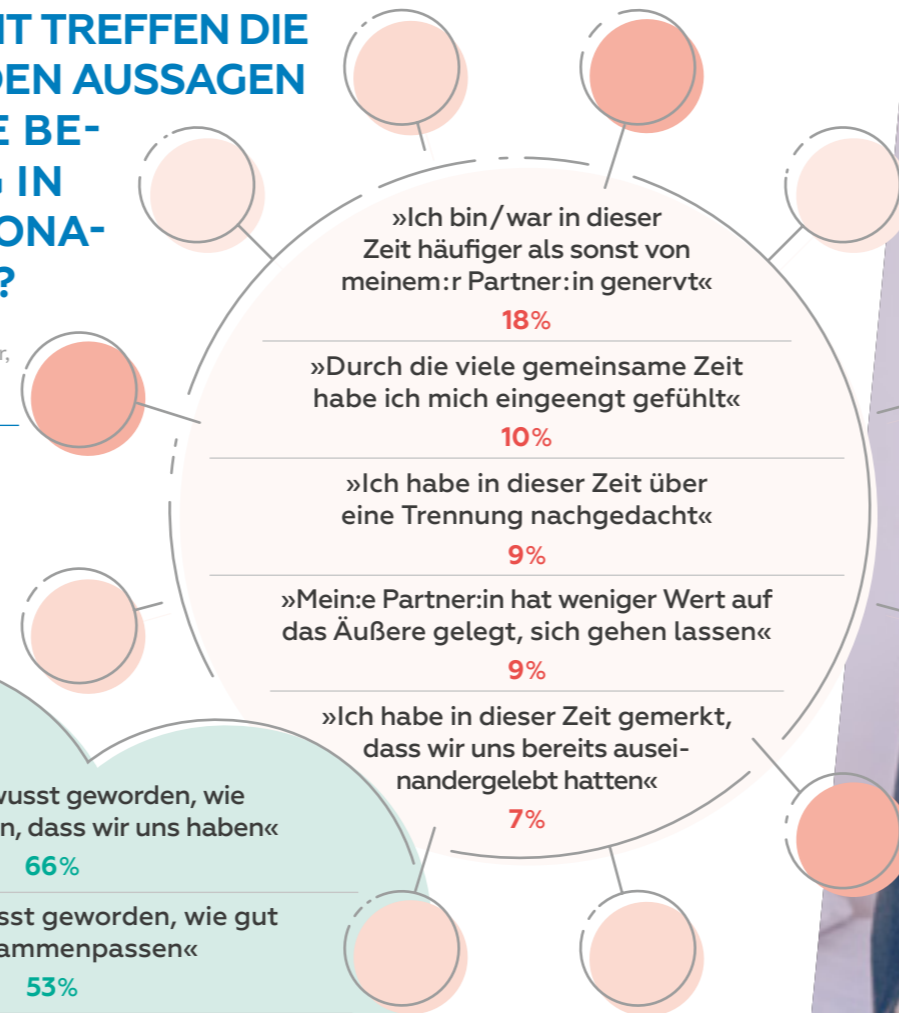 IT TREFFEN DIE
DEN AUSSAGEN
E BE-
G IN
ONA-
?
r,
»Ich bin/war in dieser
Zeit häufiger als sonst von
meinem:r Partner:in genervt«
18%
»Durch die viele gemeinsame Zeit
habe ich mich eingeengt gefühlt«
10%
»Ich habe in dieser Zeit über
eine Trennung nachgedacht«
9%
»Mein:e Partner:in hat weniger Wert auf
das Äußere gelegt, sich gehen lassen«
9%
»Ich habe in dieser Zeit gemerkt,
dass wir uns bereits ausei-
nandergelebt hatten«
7%
wusst geworden, wie
n, dass wir uns haben«
66%
sst geworden, wie gut
ammenpassen«
53%